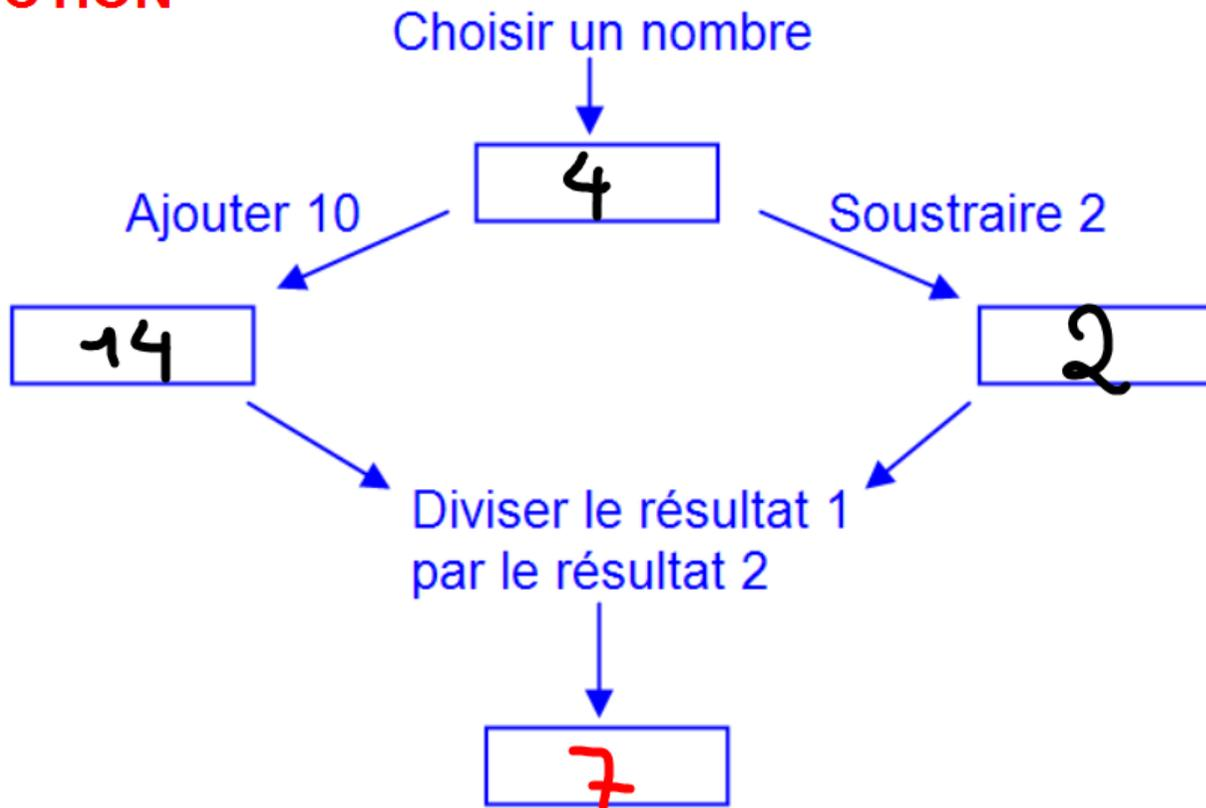 CTION
Choisir un nombre
4
Ajouter 10
Soustraire 2
14
2
Diviser le résultat 1
par le résultat 2
7